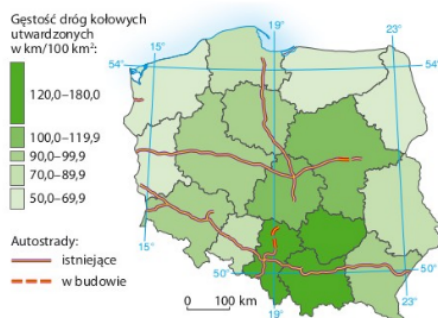 Gęstość dróg kołowych
utwardzonych
w km/100 km²:
120,0–180,0
100,0–119,9
90,0–99,9
70,0–89,9
50,0–69,9
Autostrady:
istniejące
w budowie
0 100 km
15°
19°
23°
54°
54°
50°
50°
15°
19°
23°